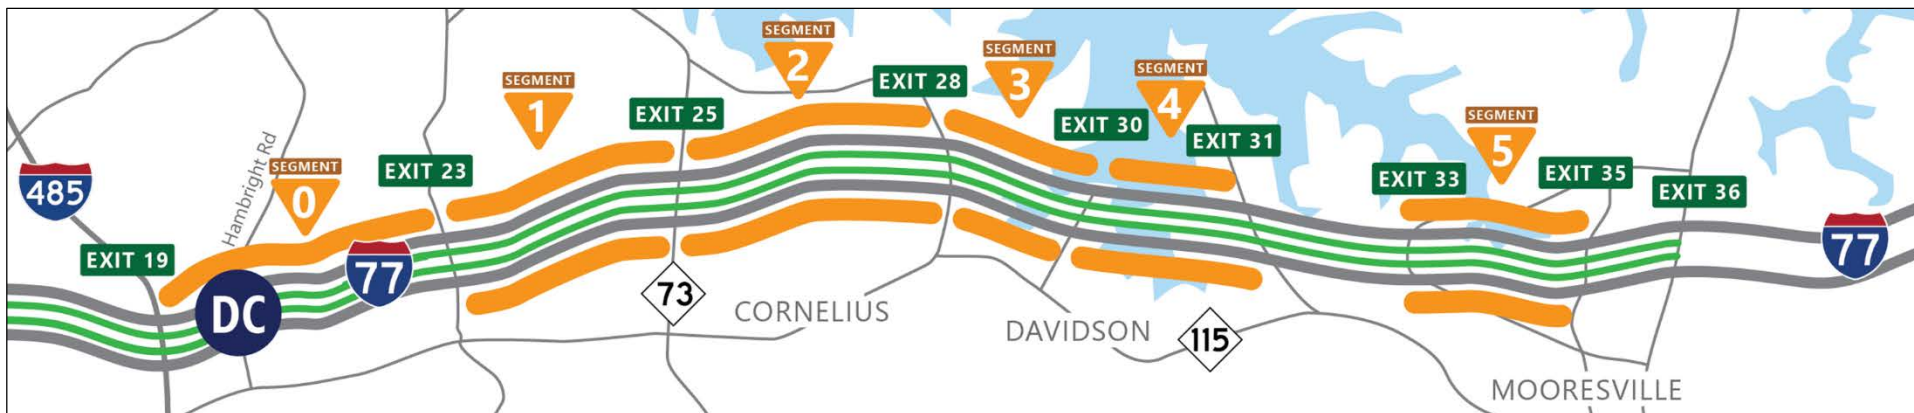 SEGMENT
0
SEGMENT
1
SEGMENT
2
SEGMENT
3
SEGMENT
4
SEGMENT
5
485
Hambright Rd
EXIT 19
DC
77
EXIT 23
EXIT 25
73
CORNELIUS
EXIT 28
EXIT 30
DAVIDSON
EXIT 31
115
EXIT 33
EXIT 35
EXIT 36
MOORESVILLE
77